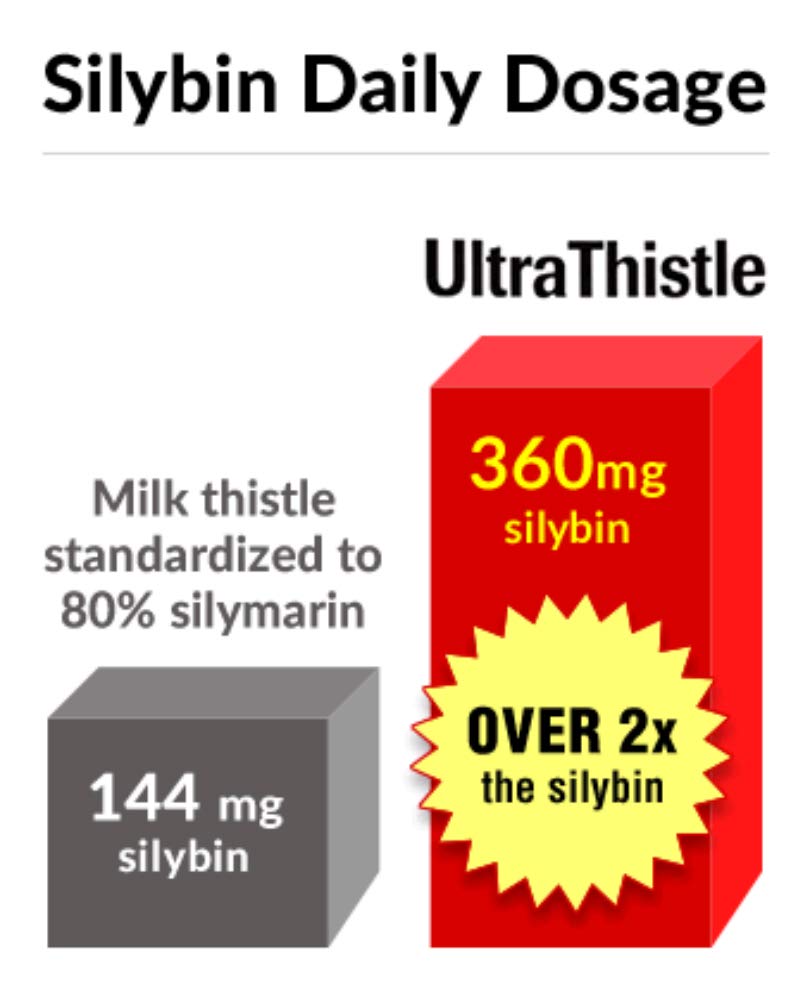 Silybin Daily Dosage
UltraThistle
360mg
silybin
Milk thistle
standardized to
80% silymarin
OVER 2x
the silybin
144 mg
silybin